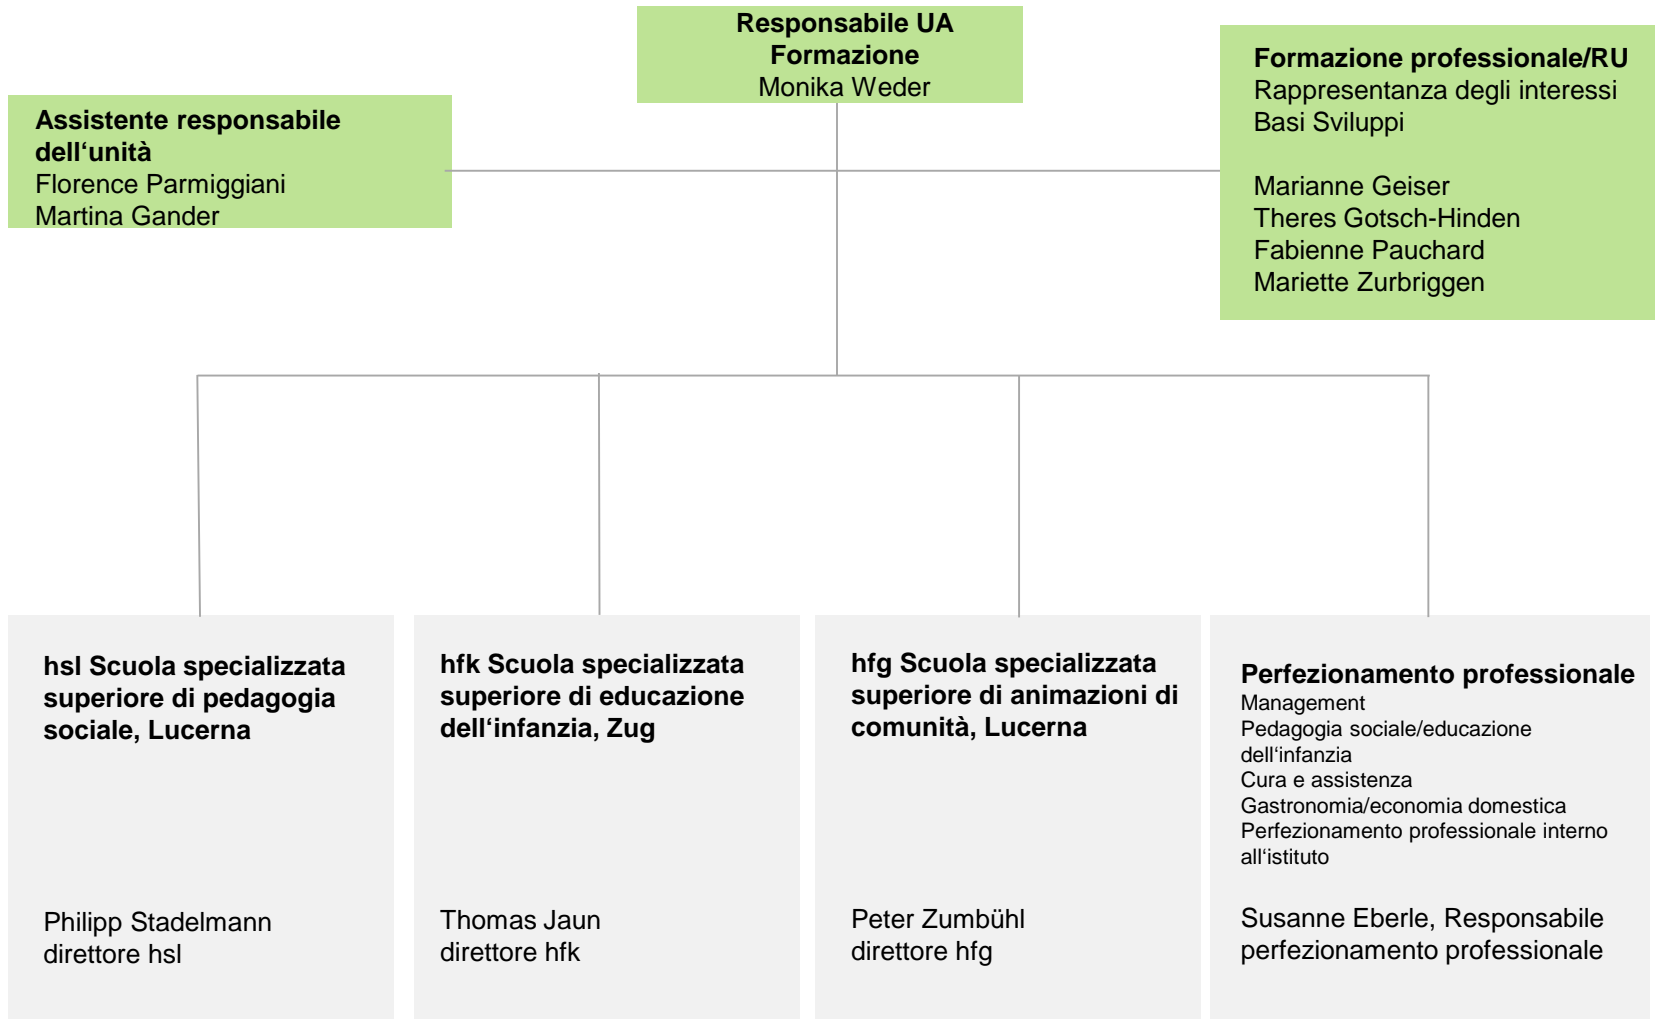 Responsabile UA
Formazione
Monika Weder
Assistente responsabile
dell‘unità
Florence Parmiggiani
Martina Gander
Formazione professionale/RU
Rappresentanza degli interessi
Basi Sviluppi
Marianne Geiser
Theres Gotsch-Hinden
Fabienne Pauchard
Mariette Zurbriggen
hsl Scuola specializzata
superiore di pedagogia
sociale, Lucerna
Philipp Stadelmann
direttore hsl
hfk Scuola specializzata
superiore di educazione
dell‘infanzia, Zug
Thomas Jaun
direttore hfk
hfg Scuola specializzata
superiore di animazioni di
comunità, Lucerna
Peter Zumbühl
direttore hfg
Perfezionamento professionale
Management
Pedagogia sociale/educazione
dell‘infanzia
Cura e assistenza
Gastronomia/economia domestica
Perfezionamento professionale interno
all‘istituto
Susanne Eberle, Responsabile
perfezionamento professionale